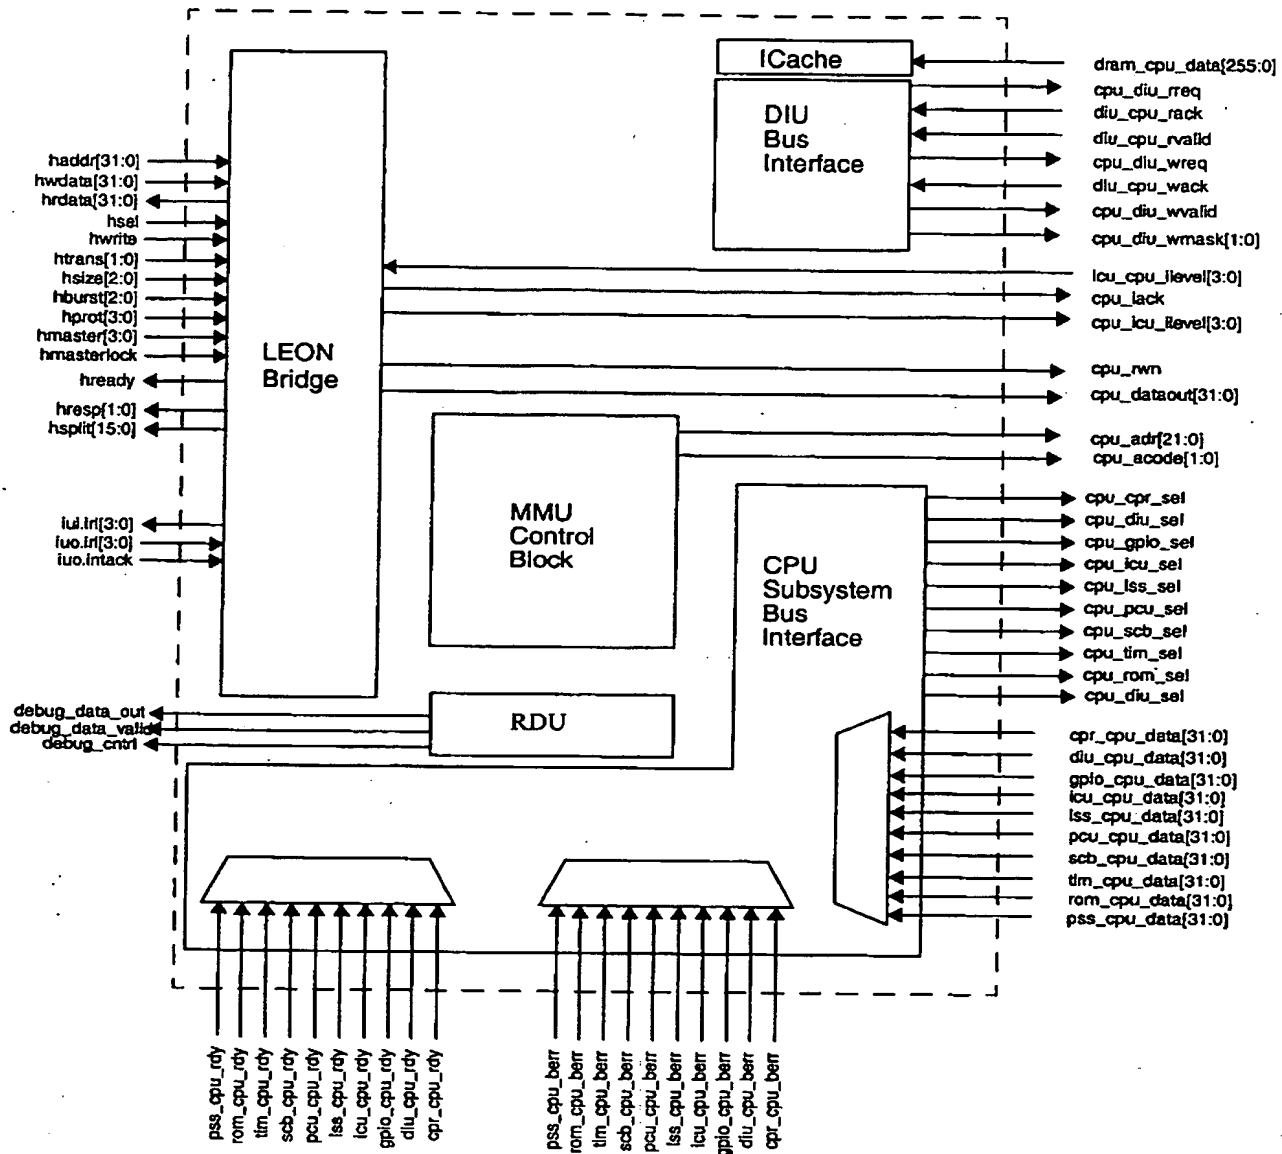 ICache
DIU
Bus
Interface
dram_cpu_data[255:0]
cpu_diu_rreq
diu_cpu_rack
diu_cpu_rvalid
cpu_diu_wreq
diu_cpu_wack
cpu_diu_wvalid
cpu_diu_wmask[1:0]
icu_cpu_ilevel[3:0]
cpu_iack
cpu_icu_ilevel[3:0]
cpu_rwn
cpu_dataout[31:0]
cpu_adr[21:0]
cpu_acode[1:0]
haddr[31:0]
hwdata[31:0]
hrdata[31:0]
hsel
hwrite
htrans[1:0]
hsize[2:0]
hburst[2:0]
hprot[3:0]
hmaster[3:0]
hmasterlock
hready
hresp[1:0]
hsplit[15:0]
iui.irl[3:0]
iuo.irl[3:0]
iuo.intack
LEON
Bridge
MMU
Control
Block
CPU
Subsystem
Bus
Interface
cpu_cpr_sel
cpu_diu_sel
cpu_gpio_sel
cpu_icu_sel
cpu_lss_sel
cpu_pcu_sel
cpu_scb_sel
cpu_tim_sel
cpu_rom_sel
cpu_diu_sel
debug_data_out
debug_data_valid
debug_cntrl
RDU
cpr_cpu_data[31:0]
diu_cpu_data[31:0]
gpio_cpu_data[31:0]
icu_cpu_data[31:0]
lss_cpu_data[31:0]
pcu_cpu_data[31:0]
scb_cpu_data[31:0]
tim_cpu_data[31:0]
rom_cpu_data[31:0]
pss_cpu_data[31:0]
pss_cpu_rdy
rom_cpu_rdy
tim_cpu_rdy
scb_cpu_rdy
pcu_cpu_rdy
lss_cpu_rdy
icu_cpu_rdy
gpio_cpu_rdy
diu_cpu_rdy
cpr_cpu_rdy
pss_cpu_berr
rom_cpu_berr
tim_cpu_berr
scb_cpu_berr
pcu_cpu_berr
lss_cpu_berr
icu_cpu_berr
gpio_cpu_berr
diu_cpu_berr
cpr_cpu_berr